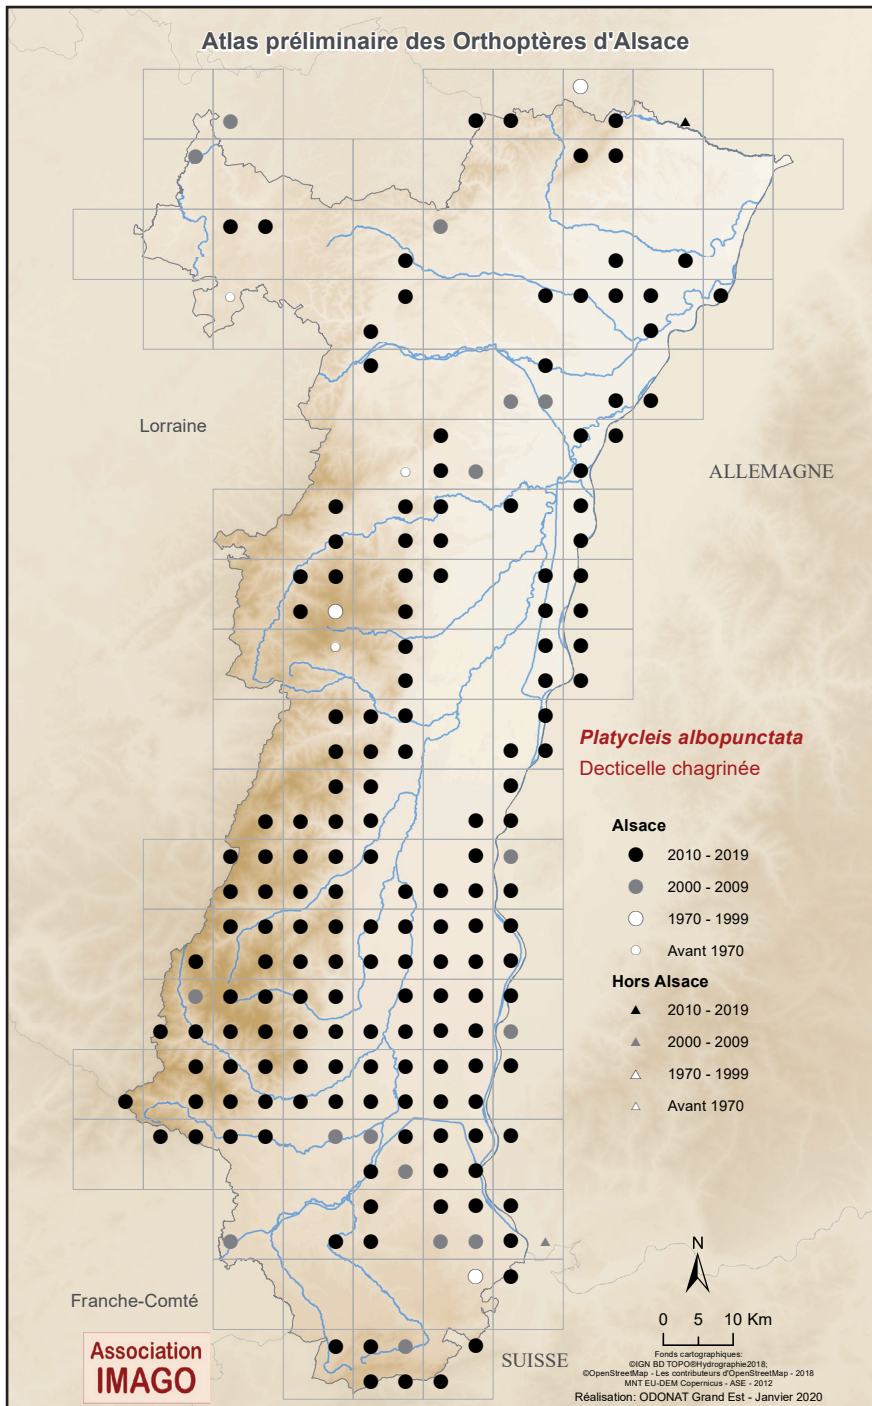 Atlas préliminaire des Orthoptères d'Alsace
Lorraine
ALLEMAGNE
Platycleis albopunctata
Decticelle chagrinée
Alsace
2010 - 2019
2000 - 2009
1970 - 1999
Avant 1970
Hors Alsace
2010 - 2019
2000 - 2009
1970 - 1999
Avant 1970
Franche-Comté
SUISSE
N
0 5 10 Km
Association
IMAGO
Fonds cartographiques:
©IGN BD TOPO®Hydrographie2018;
©OpenStreetMap - Les contributeurs d'OpenStreetMap - 2018
MNT EU-DEM Copernicus - ASE - 2012
Réalisation: ODONAT Grand Est - Janvier 2020